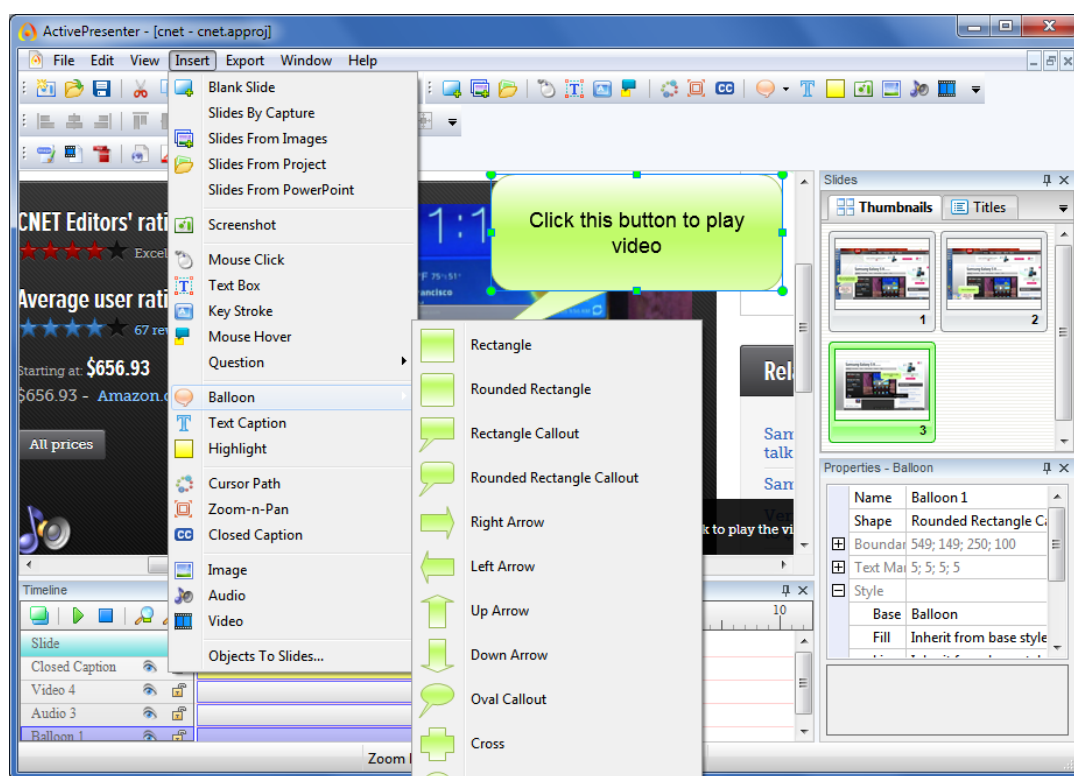 ActivePresenter - [cnet - cnet.approj]
File Edit View Insert Export Window Help
Blank Slide
Slides By Capture
Slides From Images
Slides From Project
Slides From PowerPoint
Screenshot
Mouse Click
Text Box
Key Stroke
Mouse Hover
Question
Balloon
Text Caption
Highlight
Cursor Path
Zoom-n-Pan
CC Closed Caption
Image
Audio
Video
Objects To Slides...
Rectangle
Rounded Rectangle
Rectangle Callout
Rounded Rectangle Callout
Right Arrow
Left Arrow
Up Arrow
Down Arrow
Oval Callout
Cross
CNET Editors' rati
Excel
Average user rati
67 rev
Starting at: $656.93
$656.93 - Amazon.c
All prices
1:1
Click this button to play
video
Rel
Sam
talk
Sam
k to play the vi
Slides
Thumbnails Titles
1 2
3
Properties - Balloon
Name Balloon 1
Shape Rounded Rectangle Ca
Boundar 549; 149; 250; 100
Text Mar 5; 5; 5; 5
Style
Base Balloon
Fill Inherit from base style
Timeline
10
Slide
Closed Caption
Video 4
Audio 3
Balloon 1
Zoom